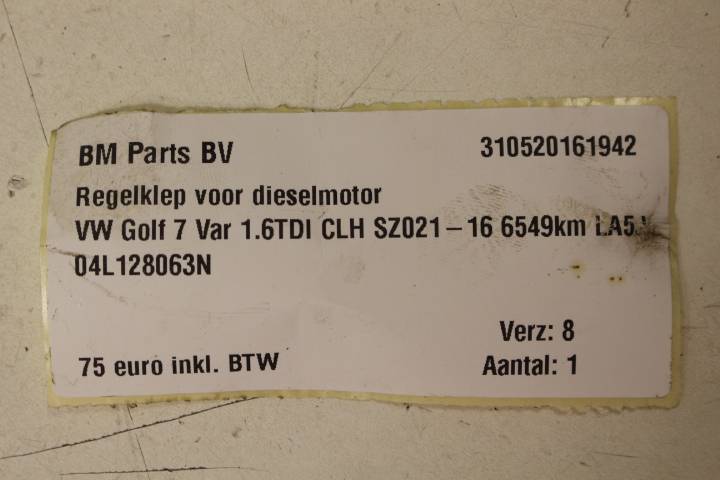 BM Parts BV 310520161942
Regelklep voor dieselmotor
VW Golf 7 Var 1.6TDI CLH SZ021–16 6549km
04L128063N
Verz: 8
75 euro inkl. BTW Aantal: 1